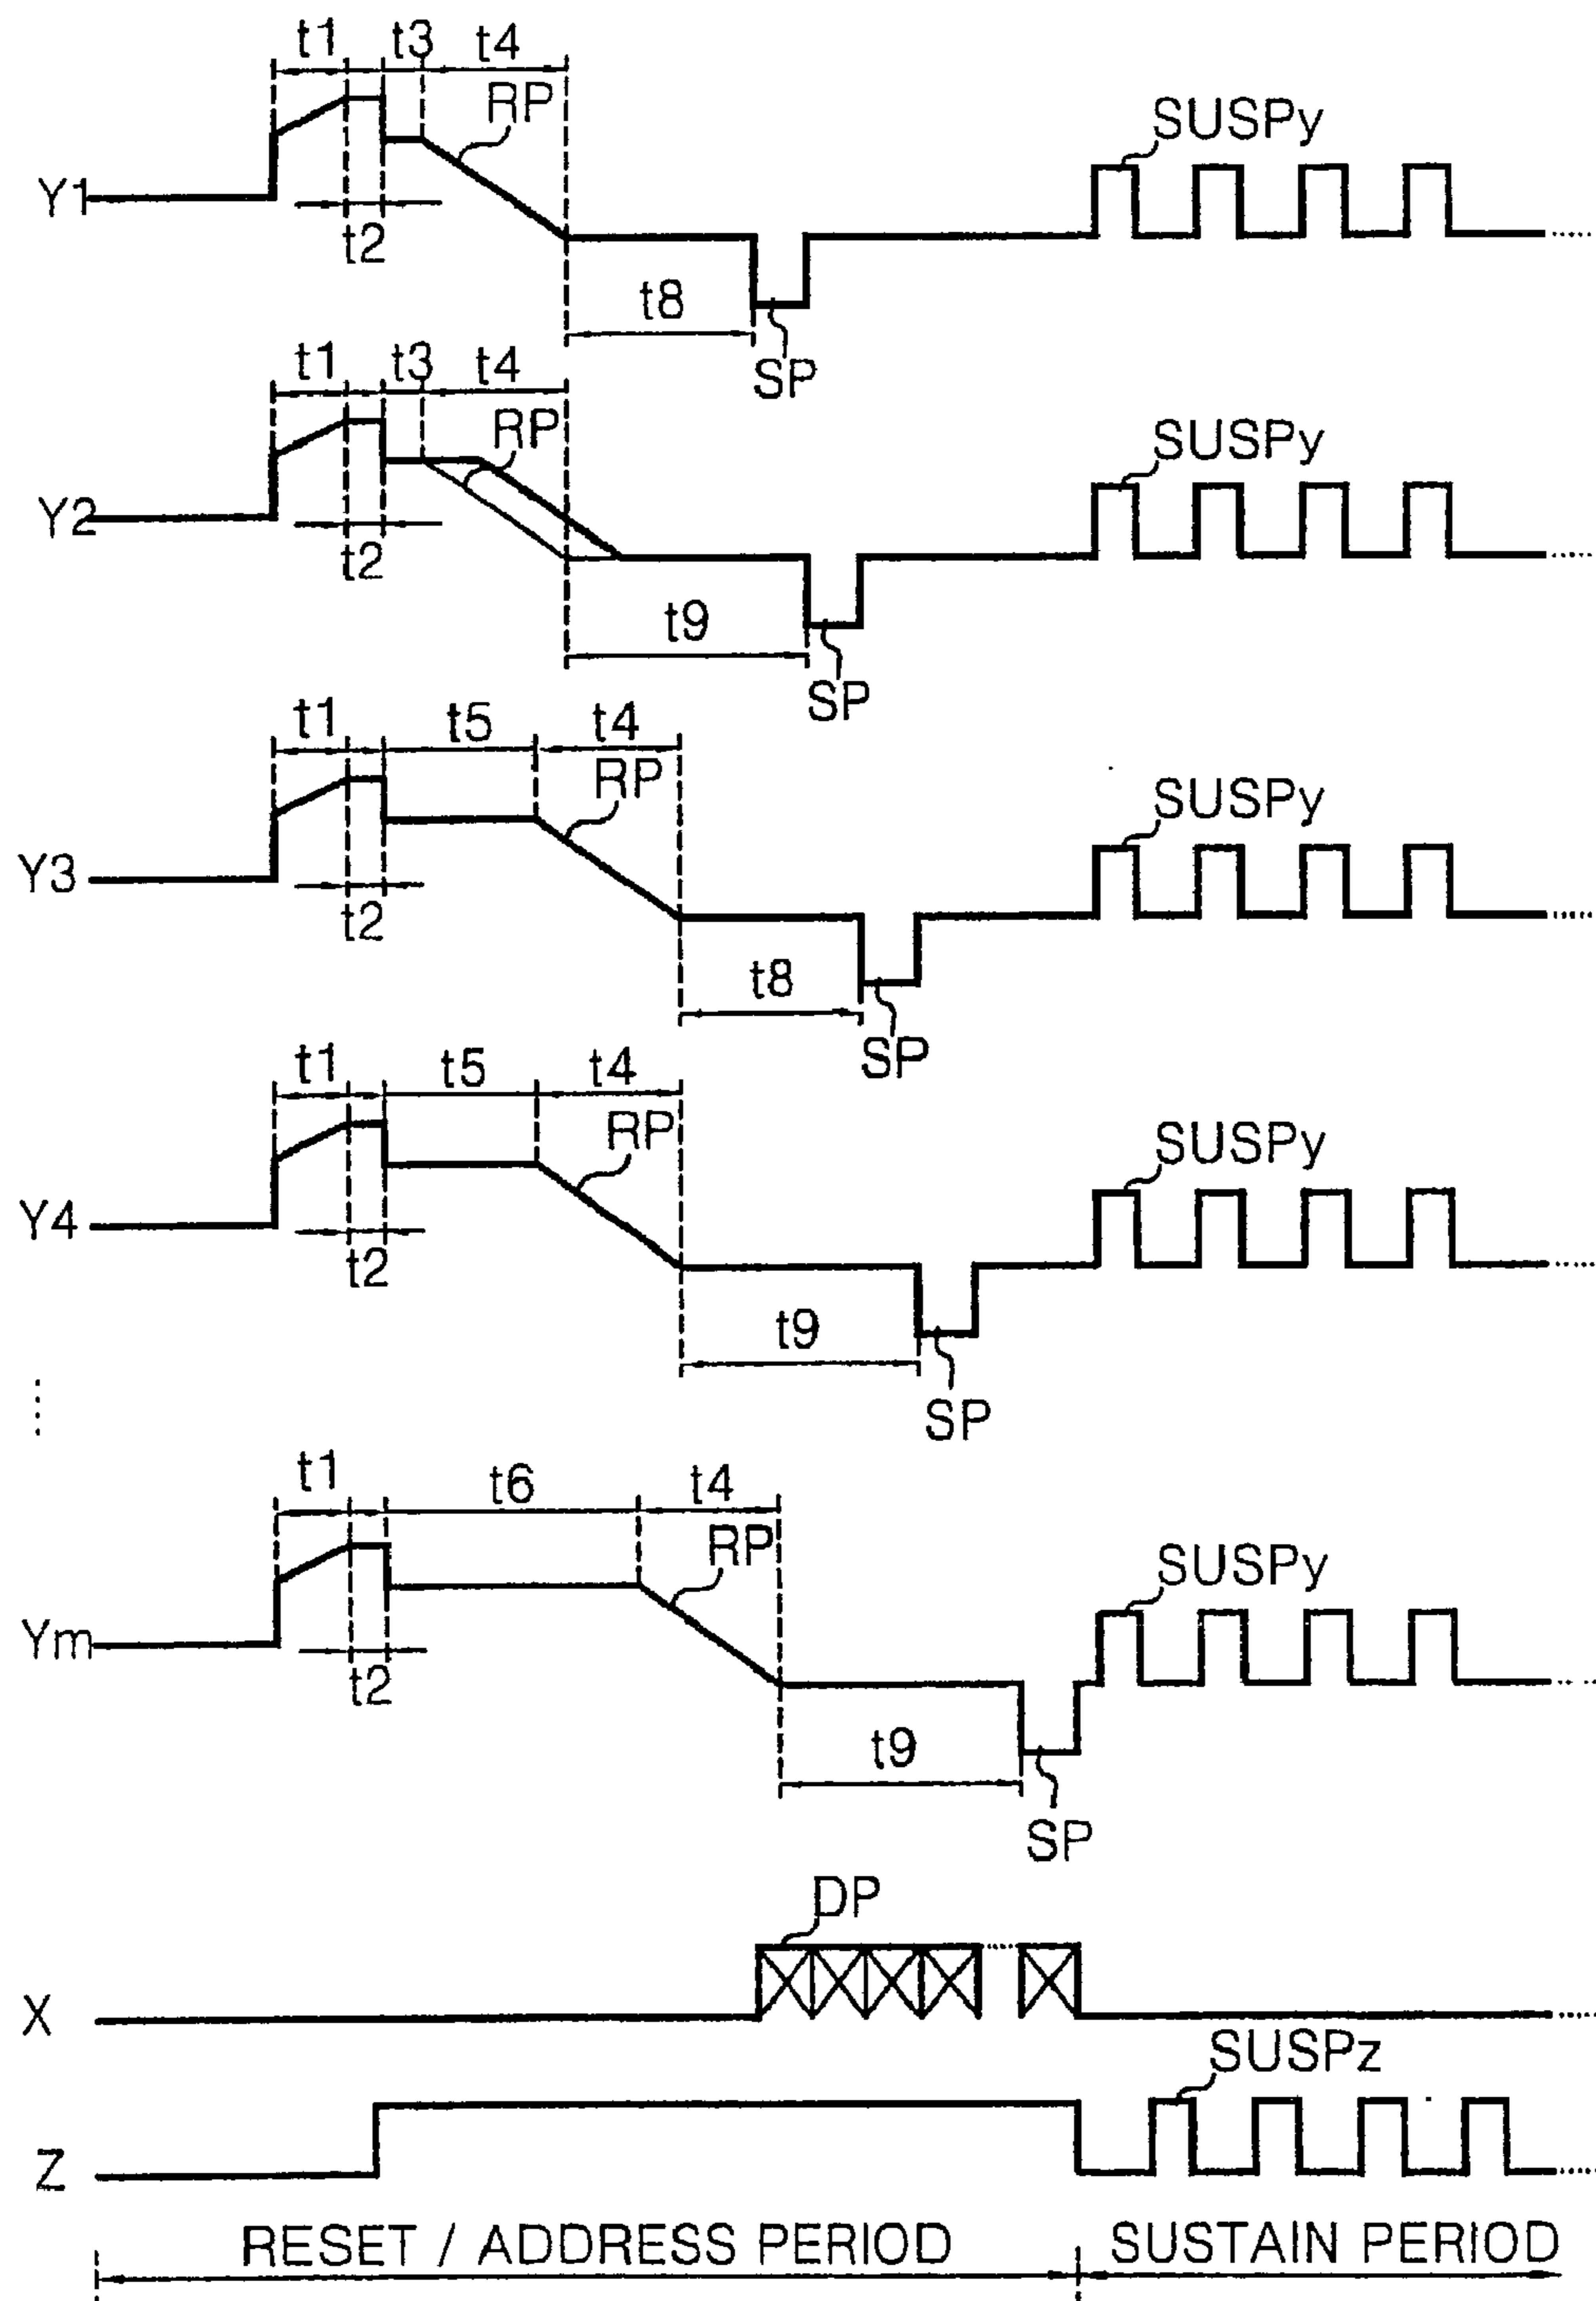 t1 t3 t4
RP
SUSPy
Y1
t2
t8
SP
t1 t3 t4
RP
SUSPy
Y2
t2
t9
SP
t1 t5 t4
RP
SUSPy
Y3
t2
t8
SP
t1 t5 t4
RP
SUSPy
Y4
t2
t9
SP
t1 t6 t4
RP
SUSPy
Ym
t2
t9
SP
DP
X
SUSPz
Z
RESET / ADDRESS PERIOD SUSTAIN PERIOD